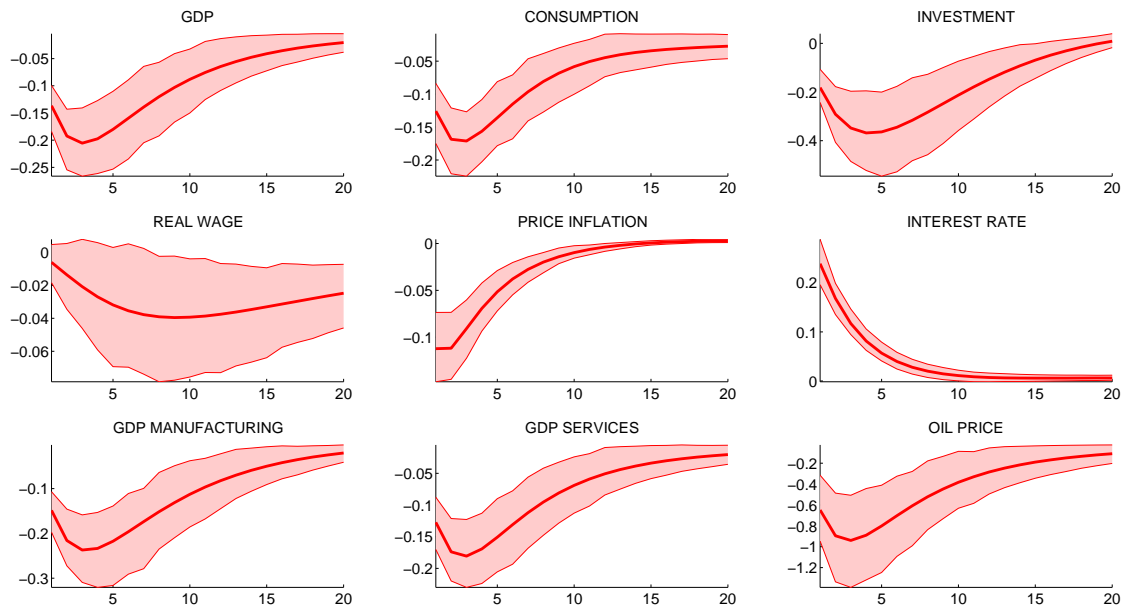 GDP
−0.05
−0.1
−0.15
−0.2
−0.25
5 10 15 20
CONSUMPTION
−0.05
−0.1
−0.15
−0.2
5 10 15 20
INVESTMENT
0
−0.2
−0.4
5 10 15 20
REAL WAGE
0
−0.02
−0.04
−0.06
5 10 15 20
PRICE INFLATION
0
−0.05
−0.1
5 10 15 20
INTEREST RATE
0.2
0.1
0
5 10 15 20
GDP MANUFACTURING
−0.1
−0.2
−0.3
5 10 15 20
GDP SERVICES
−0.05
−0.1
−0.15
−0.2
5 10 15 20
OIL PRICE
−0.2
−0.4
−0.6
−0.8
−1
−1.2
5 10 15 20